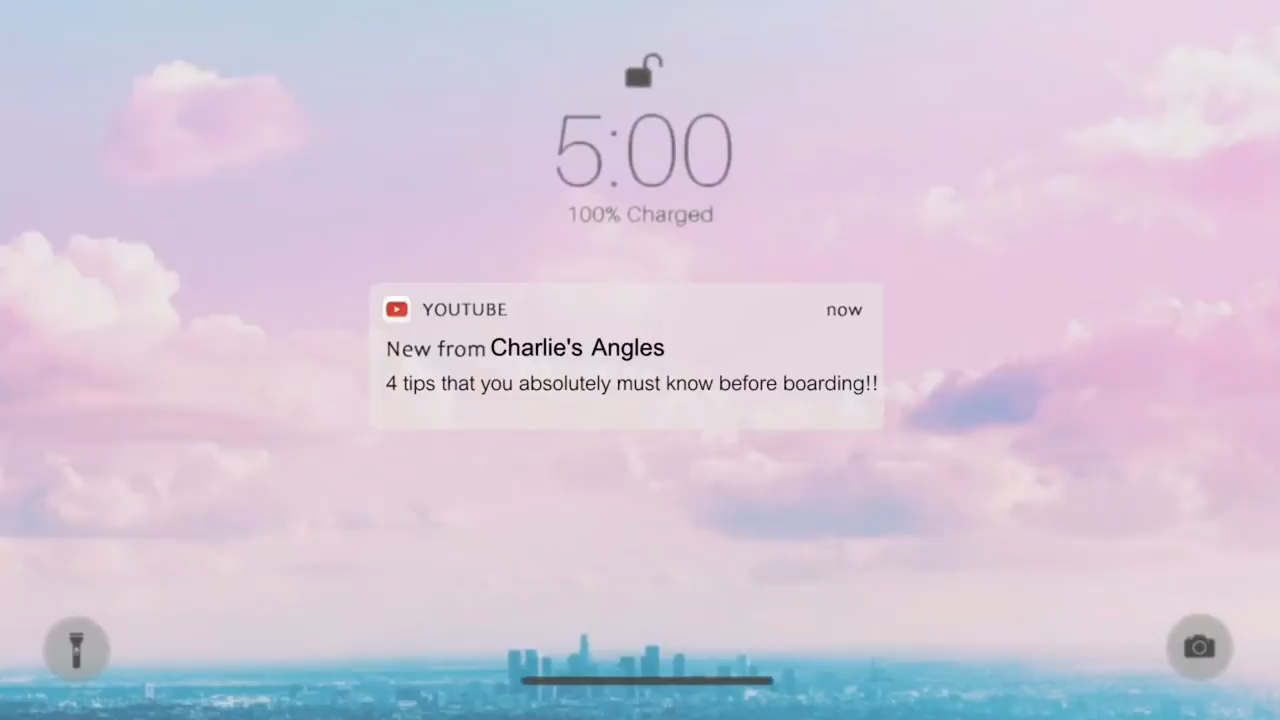 5:00
100% Charged
YOUTUBE now
New from Charlie's Angles
4 tips that you absolutely must know before boarding!!